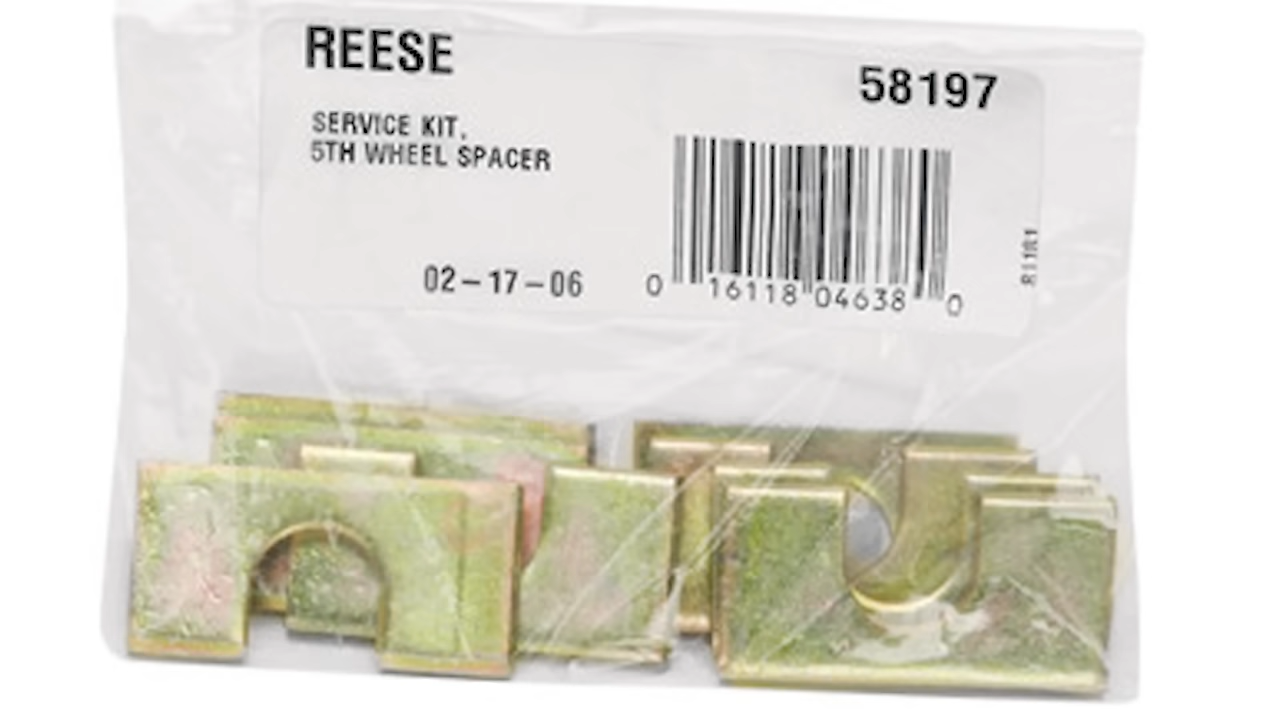 REESE
58197
SERVICE KIT,
5TH WHEEL SPACER
02-17-06
0 16118 04638 0